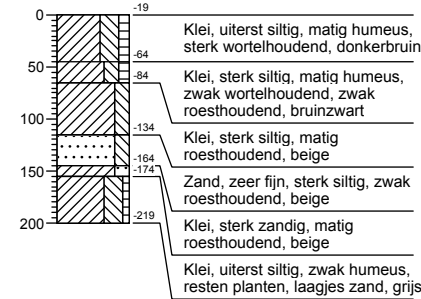 0
50
100
150
200
-19
-64
-84
-134
-164
-174
-219
Klei, uiterst siltig, matig humeus,
sterk wortelhoudend, donkerbruin
Klei, sterk siltig, matig humeus,
zwak wortelhoudend, zwak
roesthoudend, bruinzwart
Klei, sterk siltig, matig
roesthoudend, beige
Zand, zeer fijn, sterk siltig, zwak
roesthoudend, beige
Klei, sterk zandig, matig
roesthoudend, beige
Klei, uiterst siltig, zwak humeus,
resten planten, laagjes zand, grijs